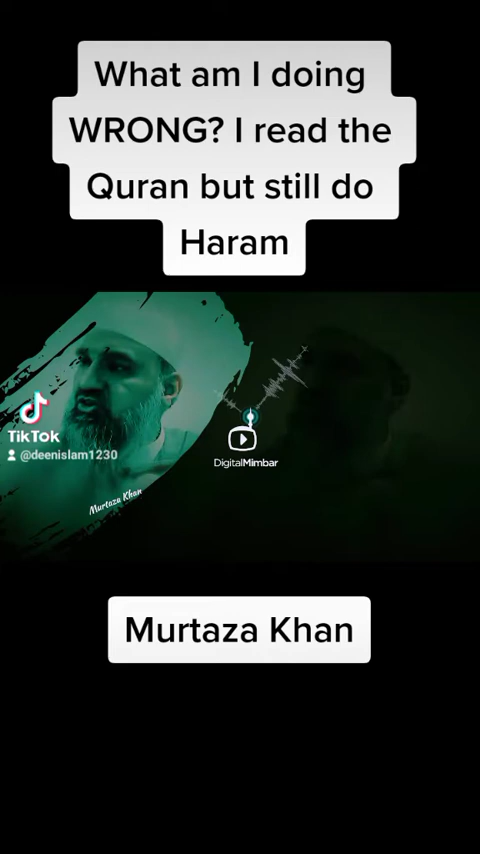 What am I doing
WRONG? I read the
Quran but still do
Haram
TikTok
@deenislam1230
Murtaza Khan
DigitalMimbar
Murtaza Khan